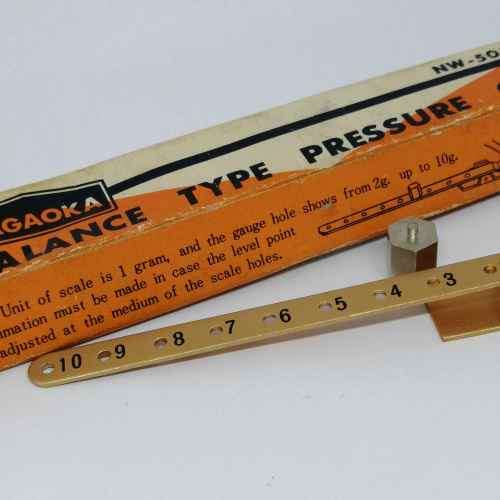 NW-50
AGAOKA
BALANCE TYPE PRESSURE
Unit of scale is 1 gram, and the gauge hole shows from 2g. up to 10g.
mation must be made in case the level point
adjusted at the medium of the scale holes.
10 9 8 7 6 5 4 3